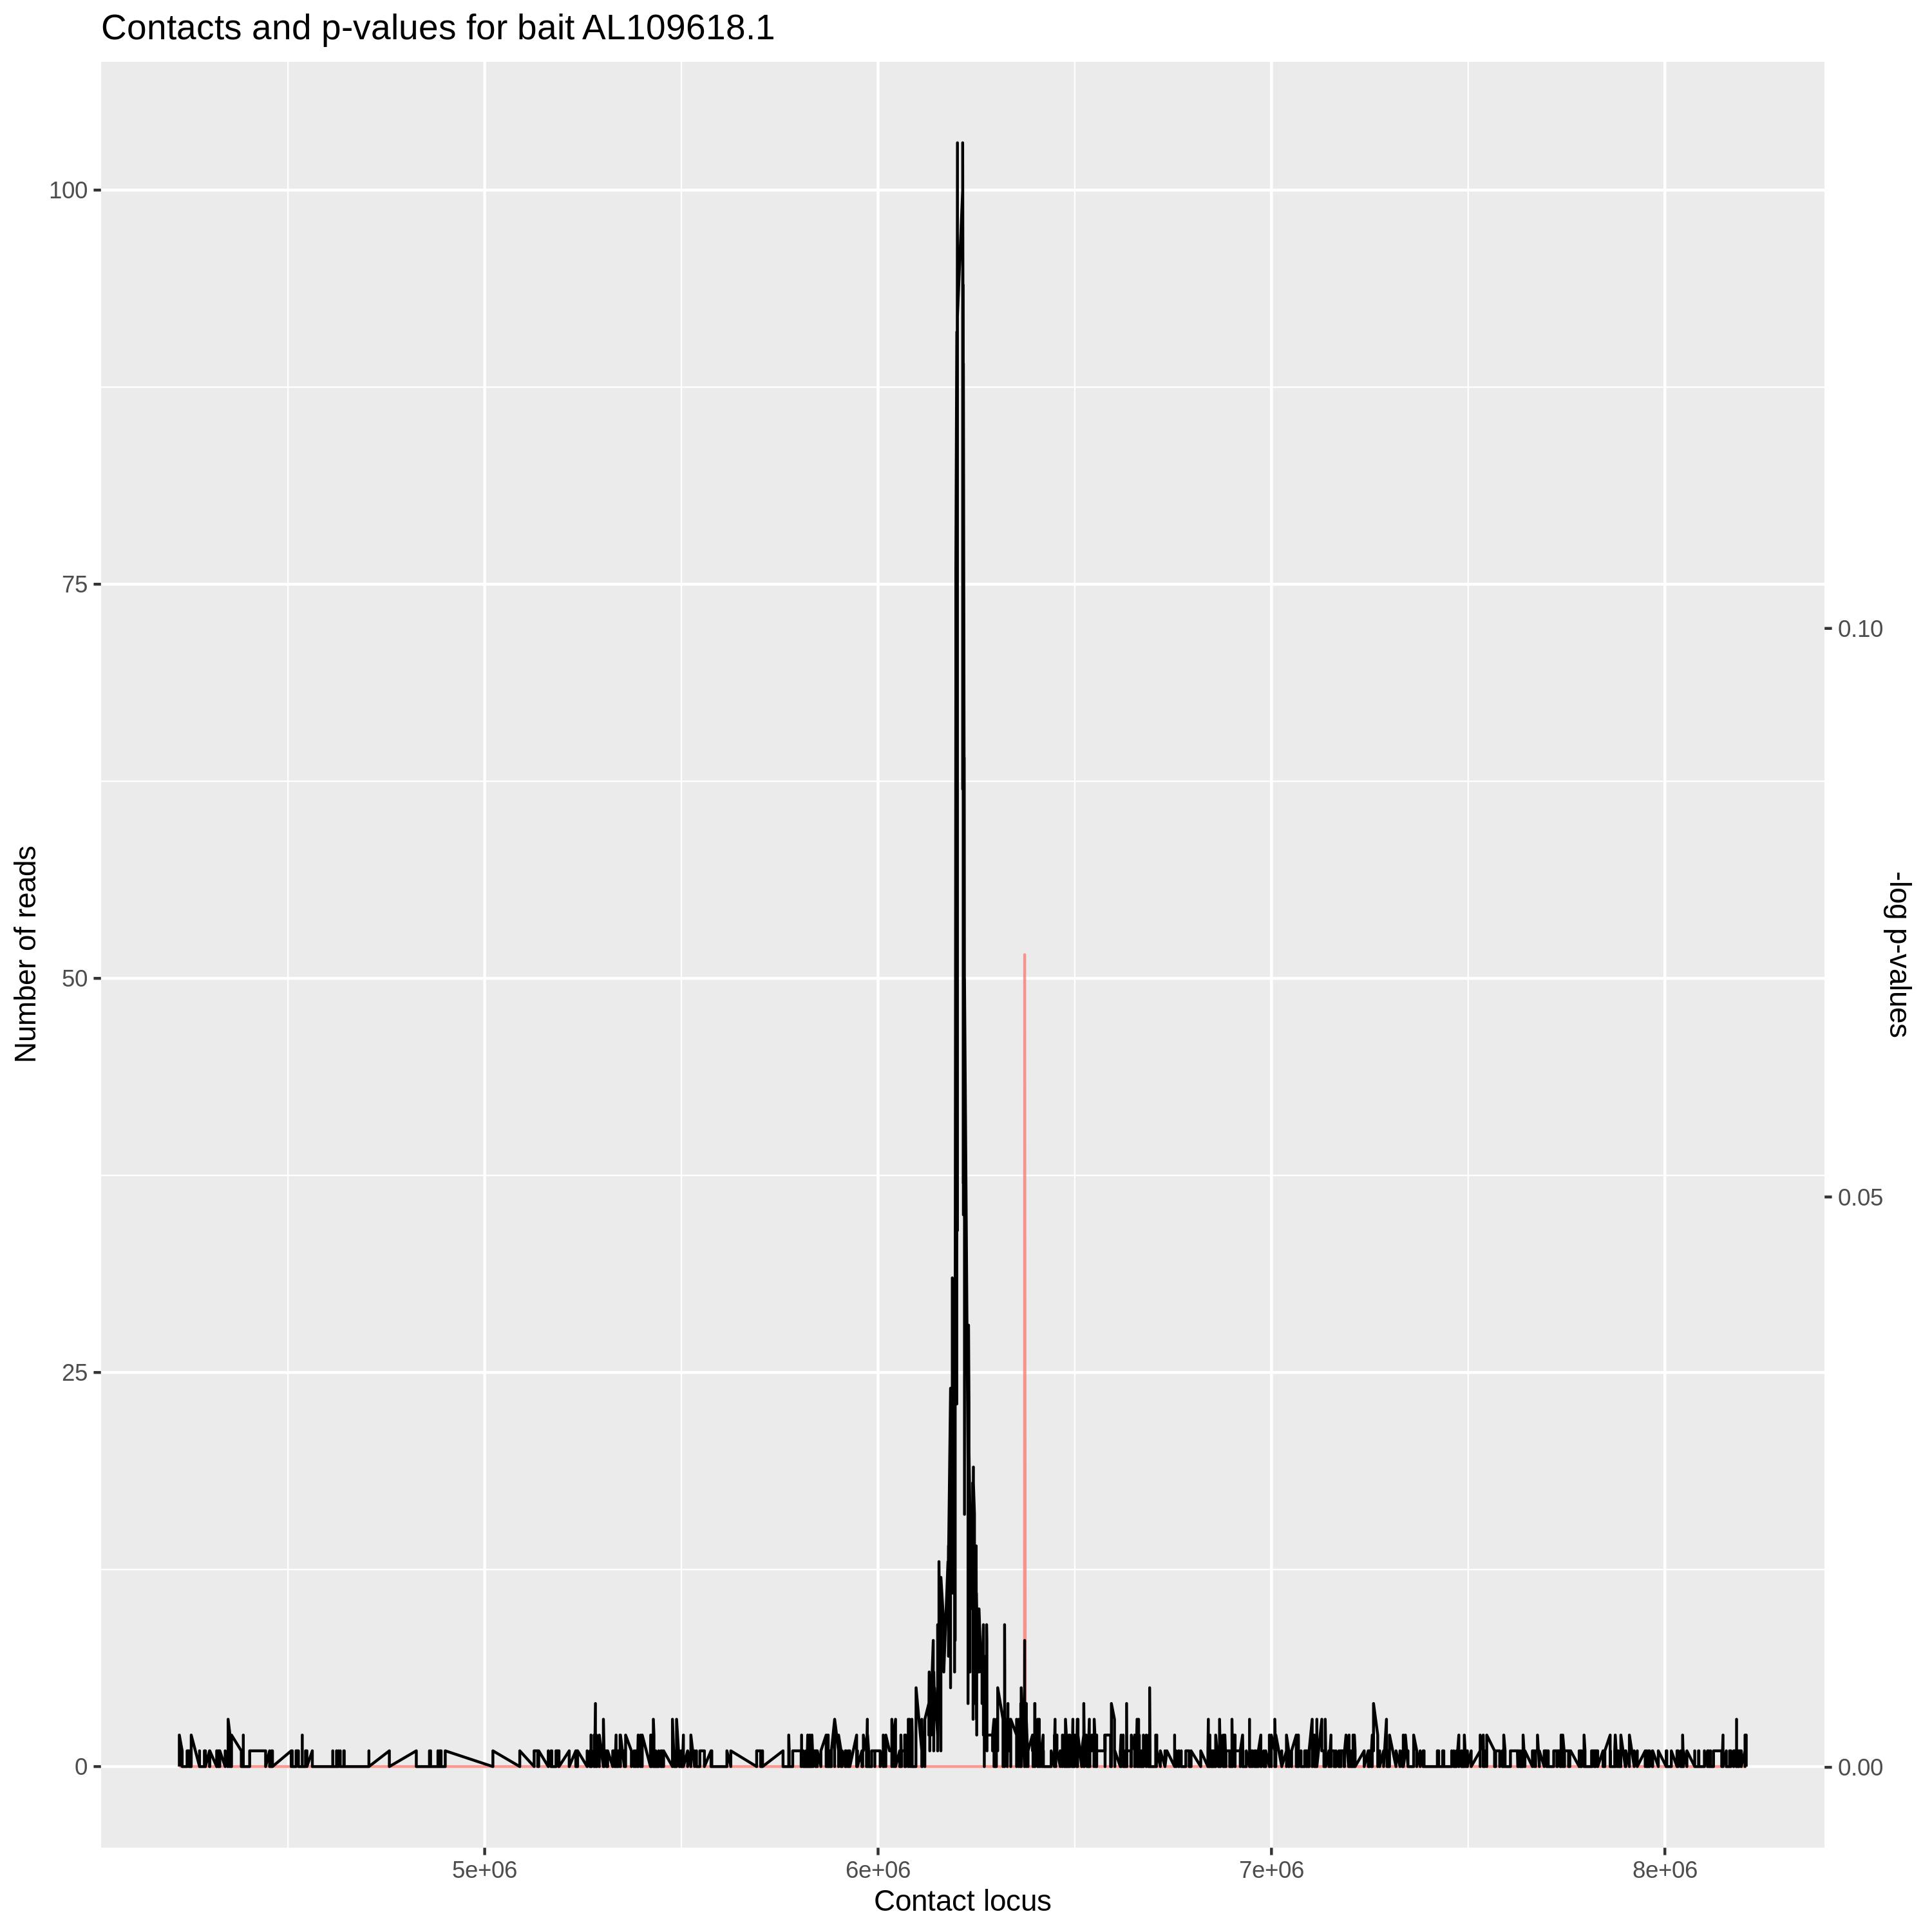 Contacts and p-values for bait AL109618.1
100
75
50
25
0
Number of reads
0.10
0.05
0.00
-log p-values
5e+06
6e+06
7e+06
8e+06
Contact locus